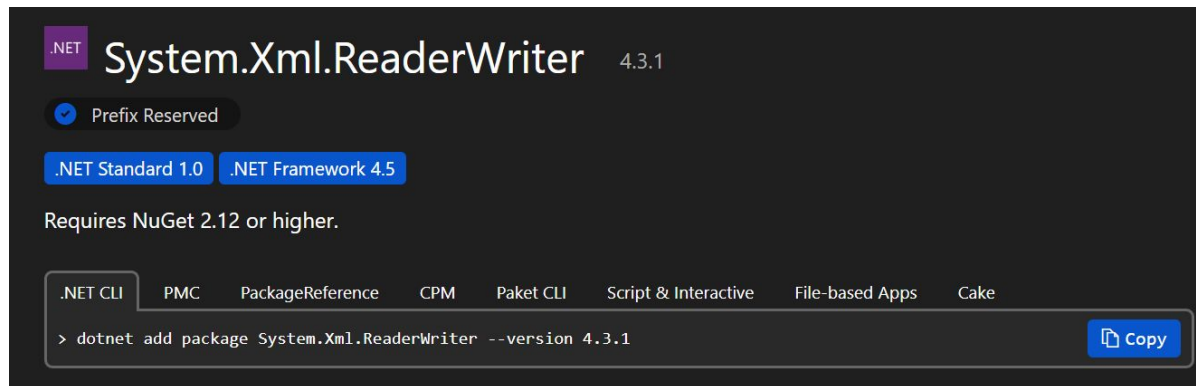 .NET System.Xml.ReaderWriter 4.3.1
Prefix Reserved
.NET Standard 1.0 .NET Framework 4.5
Requires NuGet 2.12 or higher.
.NET CLI PMC PackageReference CPM Paket CLI Script & Interactive File-based Apps Cake
> dotnet add package System.Xml.ReaderWriter --version 4.3.1 Copy